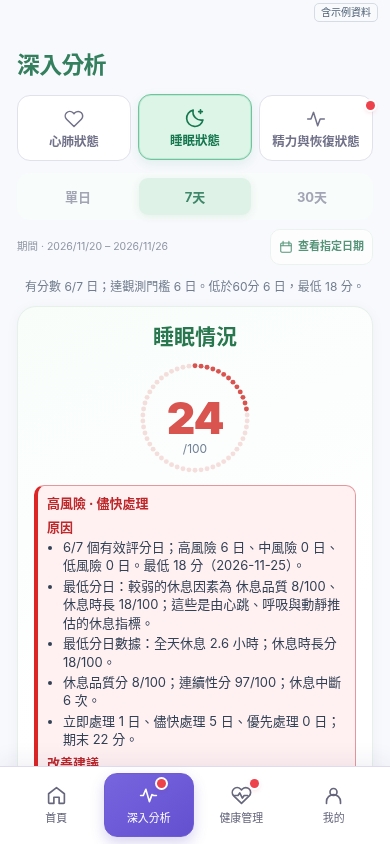 含示例資料
深入分析
心肺狀態
睡眠狀態
精力與恢復狀態
單日
7天
30天
期間 · 2026/11/20 – 2026/11/26
查看指定日期
有分數 6/7 日；達觀測門檻 6 日。低於60分 6 日，最低 18 分。
睡眠情況
24
/100
高風險 · 儘快處理
原因
• 6/7 個有效評分日；高風險 6 日、中風險 0 日、
低風險 0 日。最低 18 分（2026-11-25）。
• 最低分日：較弱的休息因素為 休息品質 8/100、
休息時長 18/100；這些是由心跳、呼吸與動靜推
估的休息指標。
• 最低分日數據：全天休息 2.6 小時；休息時長分
18/100。
• 休息品質分 8/100；連續性分 97/100；休息中斷
6 次。
• 立即處理 1 日、儘快處理 5 日、優先處理 0 日；
期末 22 分。
改善建議
首頁
深入分析
健康管理
我的